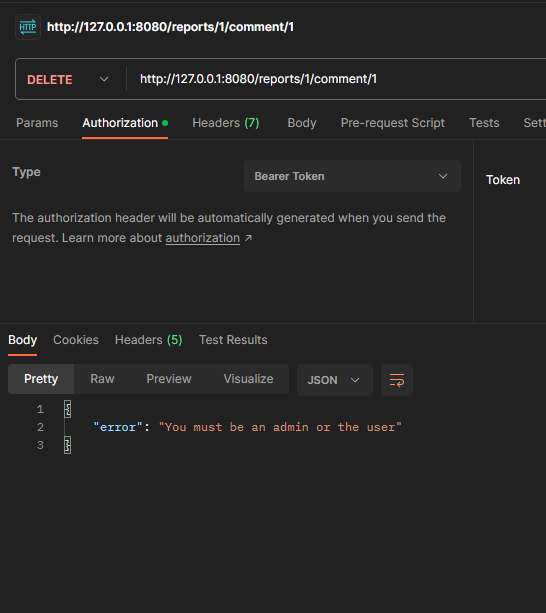 HTTP http://127.0.0.1:8080/reports/1/comment/1
DELETE http://127.0.0.1:8080/reports/1/comment/1
Params Authorization Headers (7) Body Pre-request Script Tests Sett
Type Bearer Token
Token
The authorization header will be automatically generated when you send the
request. Learn more about authorization ↗
Body Cookies Headers (5) Test Results
Pretty Raw Preview Visualize JSON
1 {
2 "error": "You must be an admin or the user"
3 }